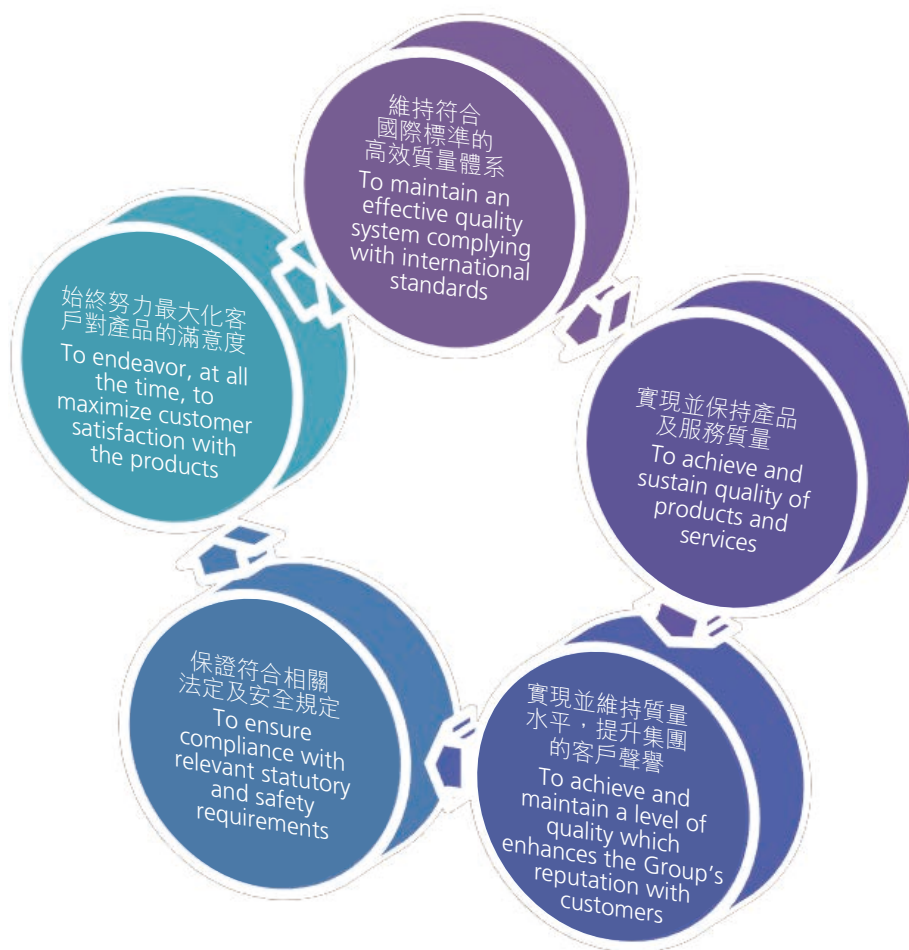 維持符合
國際標準的
高效質量體系
To maintain an
effective quality
system complying
with international
standards
實現並保持產品
及服務質量
To achieve and
sustain quality of
products and
services
實現並維持質量
水平，提升集團
的客戶聲譽
To achieve and
maintain a level of
quality which
enhances the Group's
reputation with
customers
保證符合相關
法定及安全規定
To ensure
compliance with
relevant statutory
and safety
requirements
始終努力最大化客
戶對產品的滿意度
To endeavor, at all
the time, to
maximize customer
satisfaction with
the products